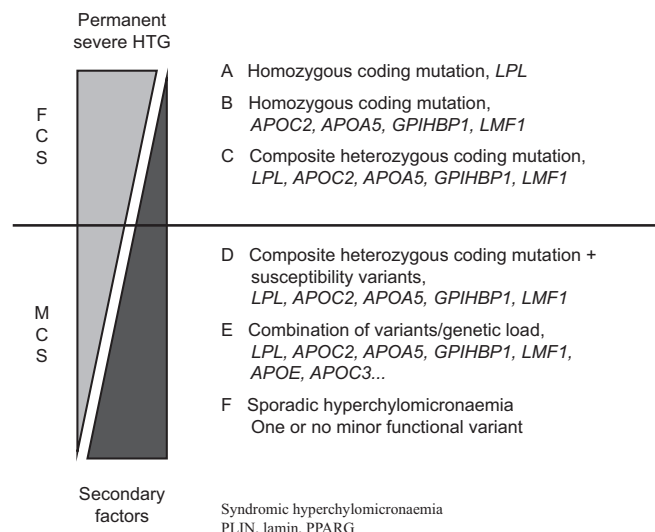 Permanent
severe HTG
F
C
S
A Homozygous coding mutation, LPL
B Homozygous coding mutation,
APOC2, APOA5, GPIHBP1, LMF1
C Composite heterozygous coding mutation,
LPL, APOC2, APOA5, GPIHBP1, LMF1
M
C
S
D Composite heterozygous coding mutation +
susceptibility variants,
LPL, APOC2, APOA5, GPIHBP1, LMF1
E Combination of variants/genetic load,
LPL, APOC2, APOA5, GPIHBP1, LMF1,
APOE, APOC3...
F Sporadic hyperchylomicronaemia
One or no minor functional variant
Secondary
factors
Syndromic hyperchylomicronaemia
PLIN, lamin, PPARG